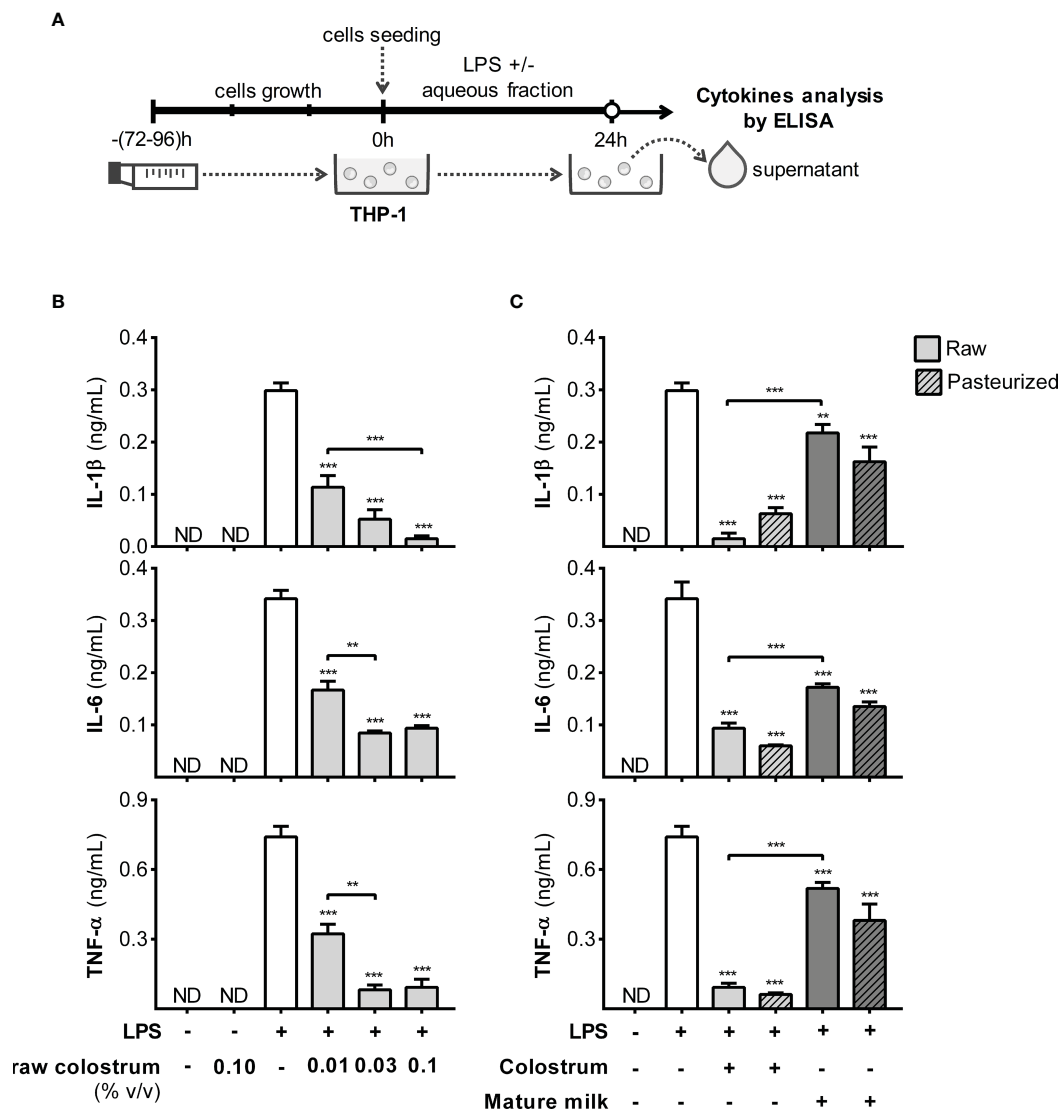 A
cells seeding
LPS +/-
cells growth aqueous fraction
Cytokines analysis
by ELISA
-(72-96)h 0h 24h
supernatant
THP-1
B
IL-1β (ng/mL)
0.4
0.3
0.2
0.1
0.0
ND ND
***
***
***
***
IL-6 (ng/mL)
0.4
0.3
0.2
0.1
ND ND
**
***
***
***
TNF-α (ng/mL)
0.9
0.6
0.3
ND ND
**
***
***
***
LPS - - + + + +
raw colostrum - 0.10 - 0.01 0.03 0.1
(% v/v)
C
Raw
Pasteurized
IL-1β (ng/mL)
0.4
0.3
0.2
0.1
ND
***
***
***
**
***
IL-6 (ng/mL)
0.4
0.3
0.2
0.1
ND
***
***
***
***
***
TNF-α (ng/mL)
0.9
0.6
0.3
ND
***
***
***
***
***
LPS - + + + + +
Colostrum - - + + - -
Mature milk - - - - + +